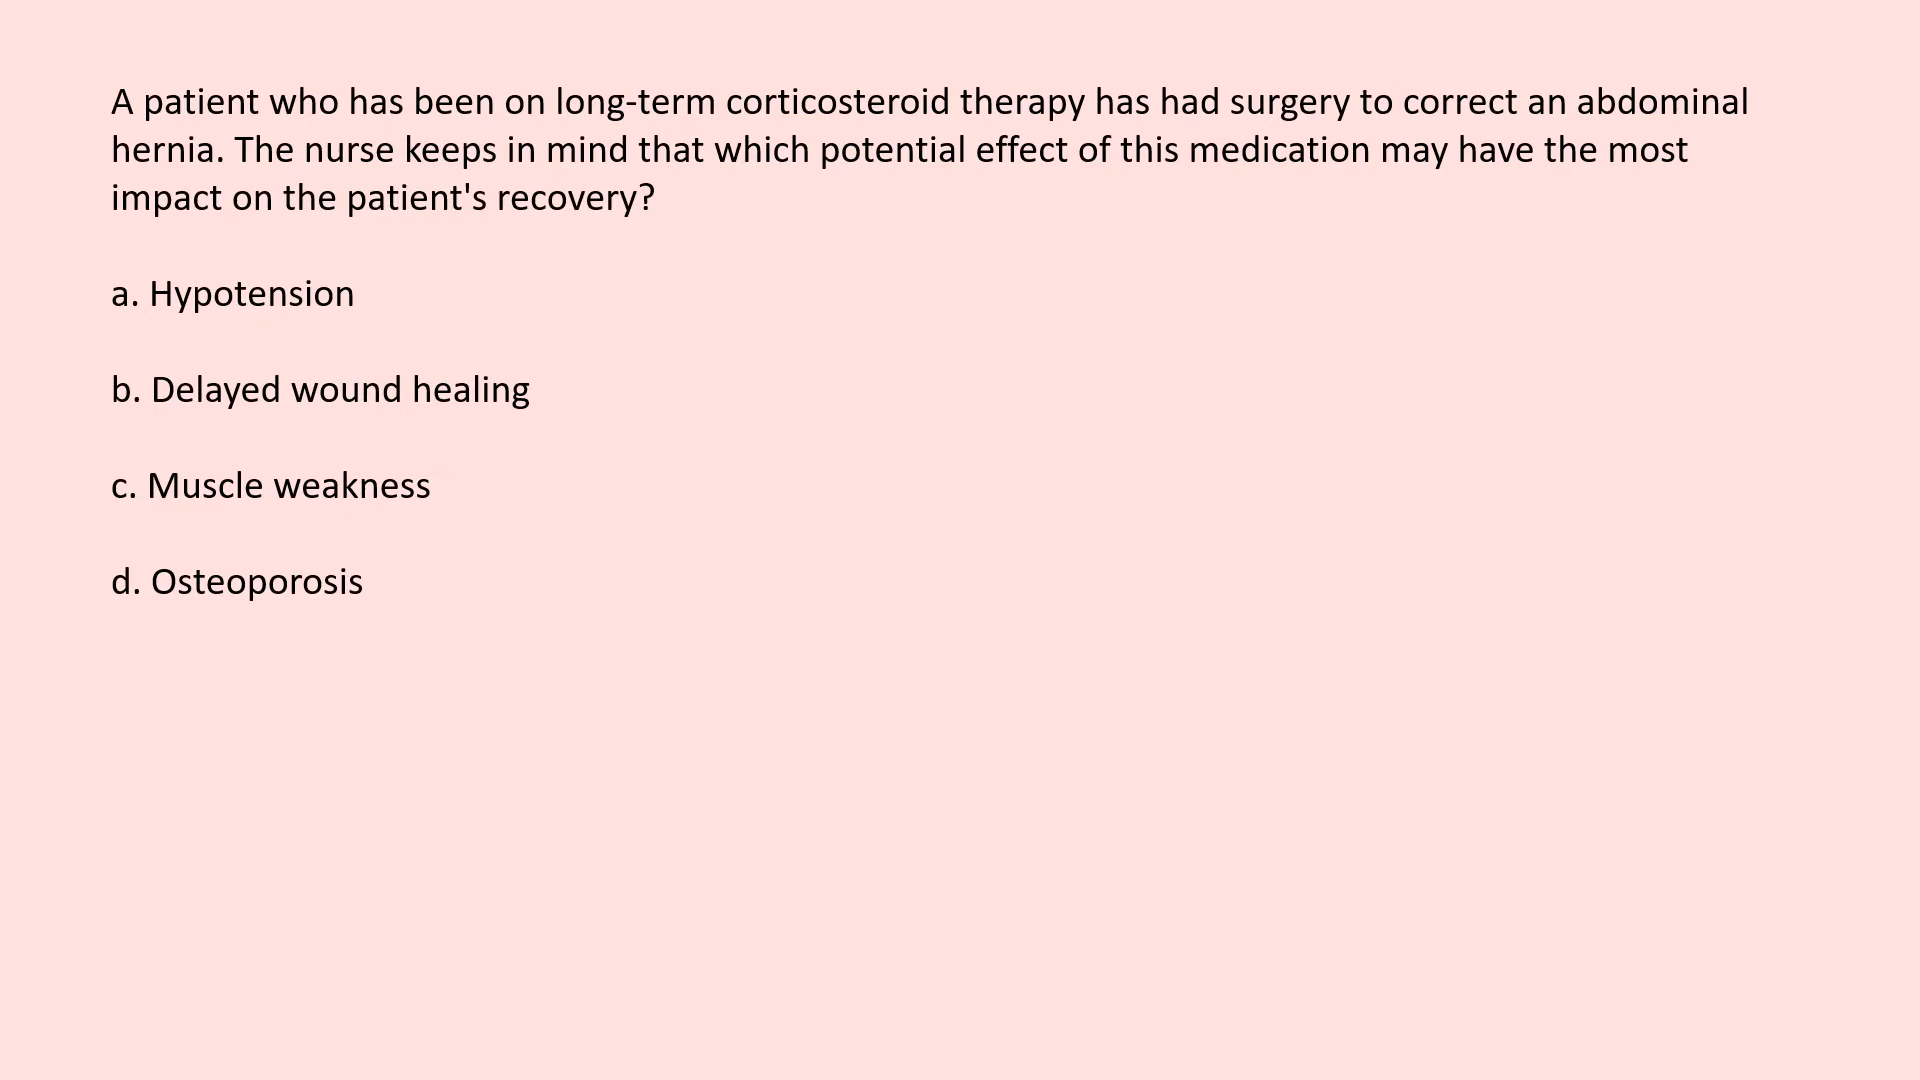 A patient who has been on long-term corticosteroid therapy has had surgery to correct an abdominal
hernia. The nurse keeps in mind that which potential effect of this medication may have the most
impact on the patient's recovery?
a. Hypotension
b. Delayed wound healing
c. Muscle weakness
d. Osteoporosis